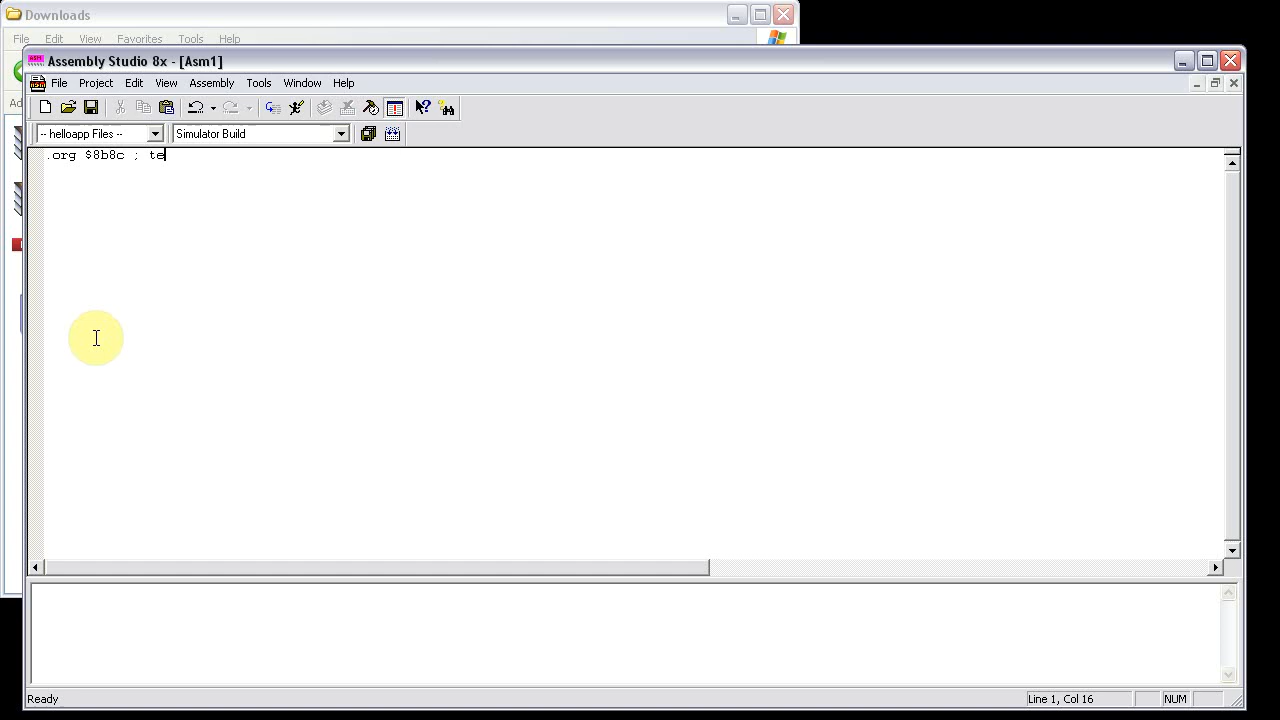 Downloads
File Edit View Favorites Tools Help
Assembly Studio 8x - [Asm1]
File Project Edit View Assembly Tools Window Help
-- helloapp Files -- Simulator Build
.org $8b8c ; te
Ready Line 1, Col 16 NUM